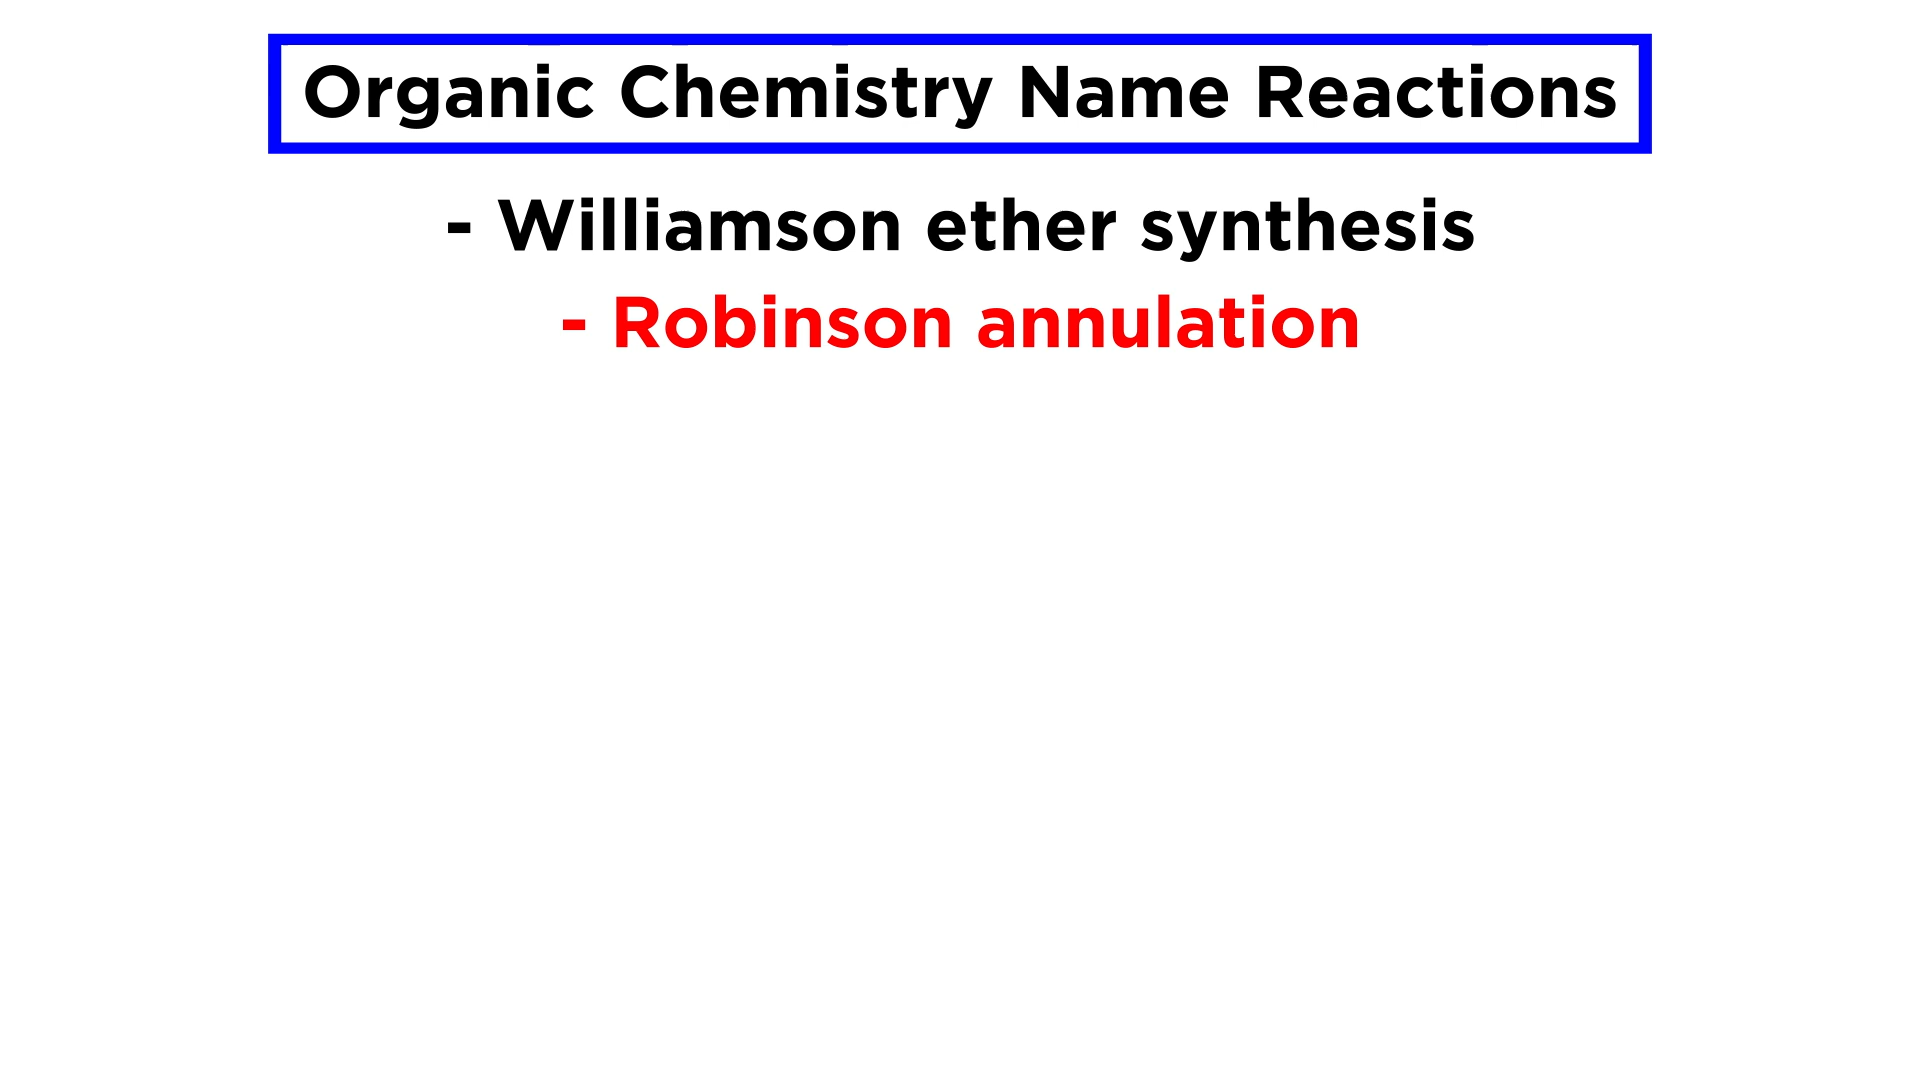 Organic Chemistry Name Reactions
- Williamson ether synthesis
- Robinson annulation